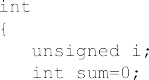 int
{
unsigned i;
int sum=0;